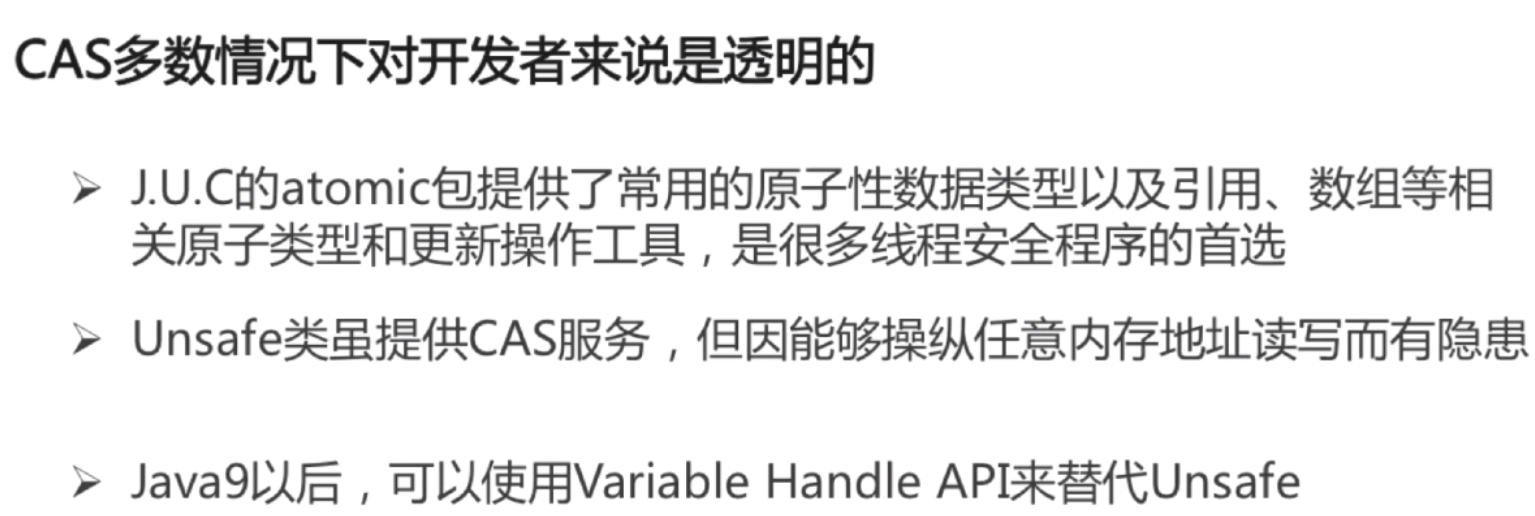 CAS多数情况下对开发者来说是透明的
➢ J.U.C的atomic包提供了常用的原子性数据类型以及引用、数组等相
关原子类型和更新操作工具，是很多线程安全程序的首选
➢ Unsafe类虽提供CAS服务，但因能够操纵任意内存地址读写而有隐患
➢ Java9以后，可以使用Variable Handle API来替代Unsafe